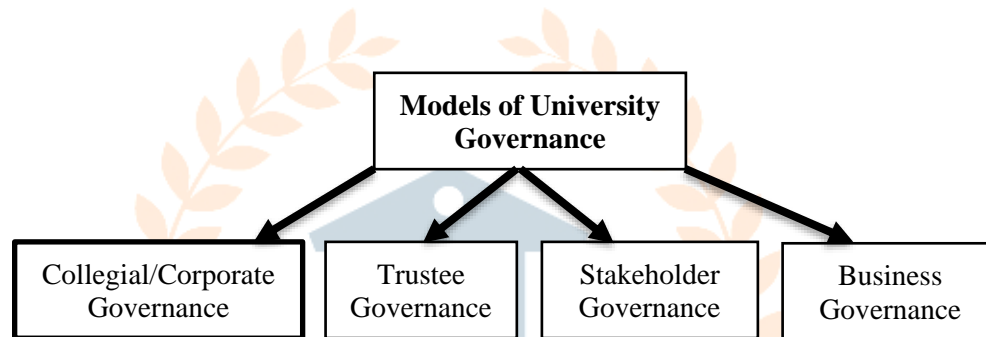 Models of University
Governance
Collegial/Corporate
Governance
Trustee
Governance
Stakeholder
Governance
Business
Governance